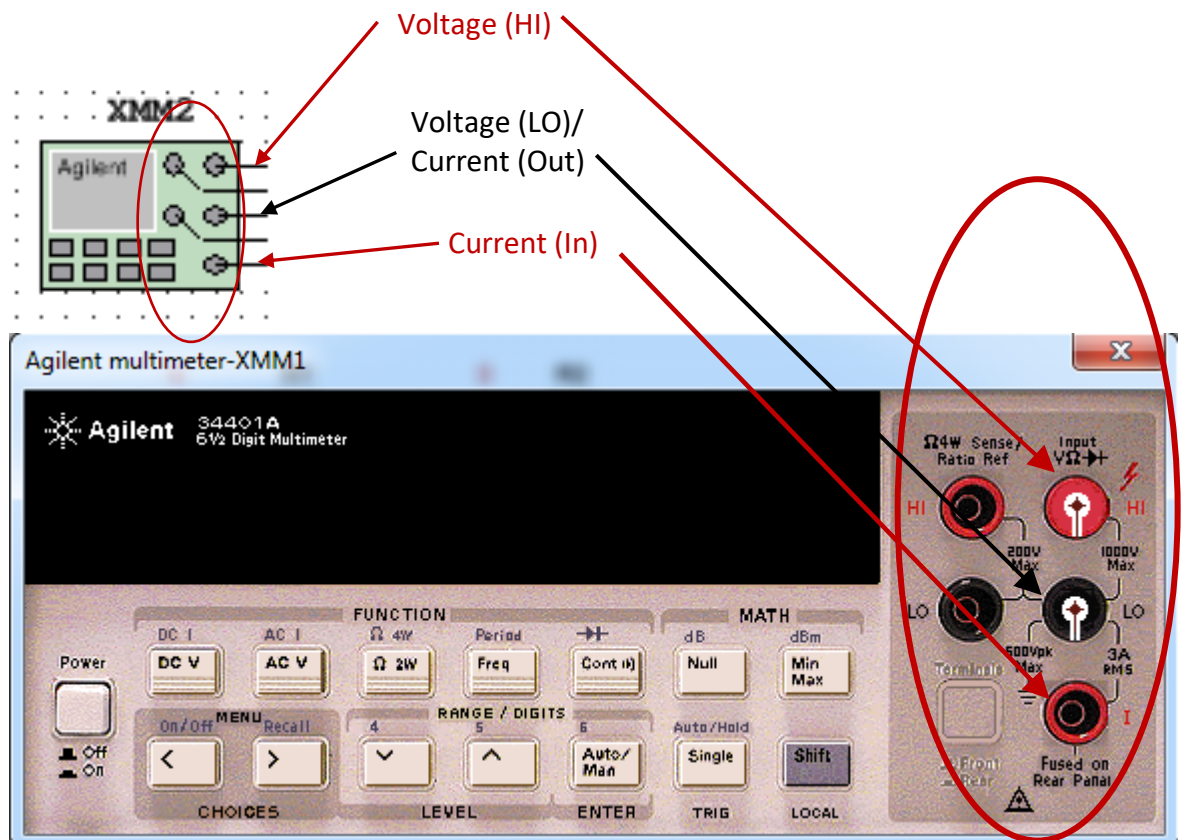 Voltage (HI)
XMM2
Agilent
Voltage (LO)/
Current (Out)
Current (In)
Agilent multimeter-XMM1
x
Agilent 34401A
6½ Digit Multimeter
Ω4W Sense/
Ratio Ref
Input
VΩ
HI
HI
200V
Max
1000V
Max
LO
LO
500Vpk
Max
3A
RMS
Terminals
I
Front
Rear
Fused on
Rear Panal
FUNCTION
MATH
DC I
AC I
Ω 4W
Period
dB
dBm
Power
DC V
AC V
Ω 2W
Freq
Cont
Null
Min
Max
MENU
RANGE / DIGITS
On/Off
Recall
4
5
6
Auto/Hold
Off
On
<
>
Auto/
Man
Single
Shift
CHOICES
LEVEL
ENTER
TRIG
LOCAL